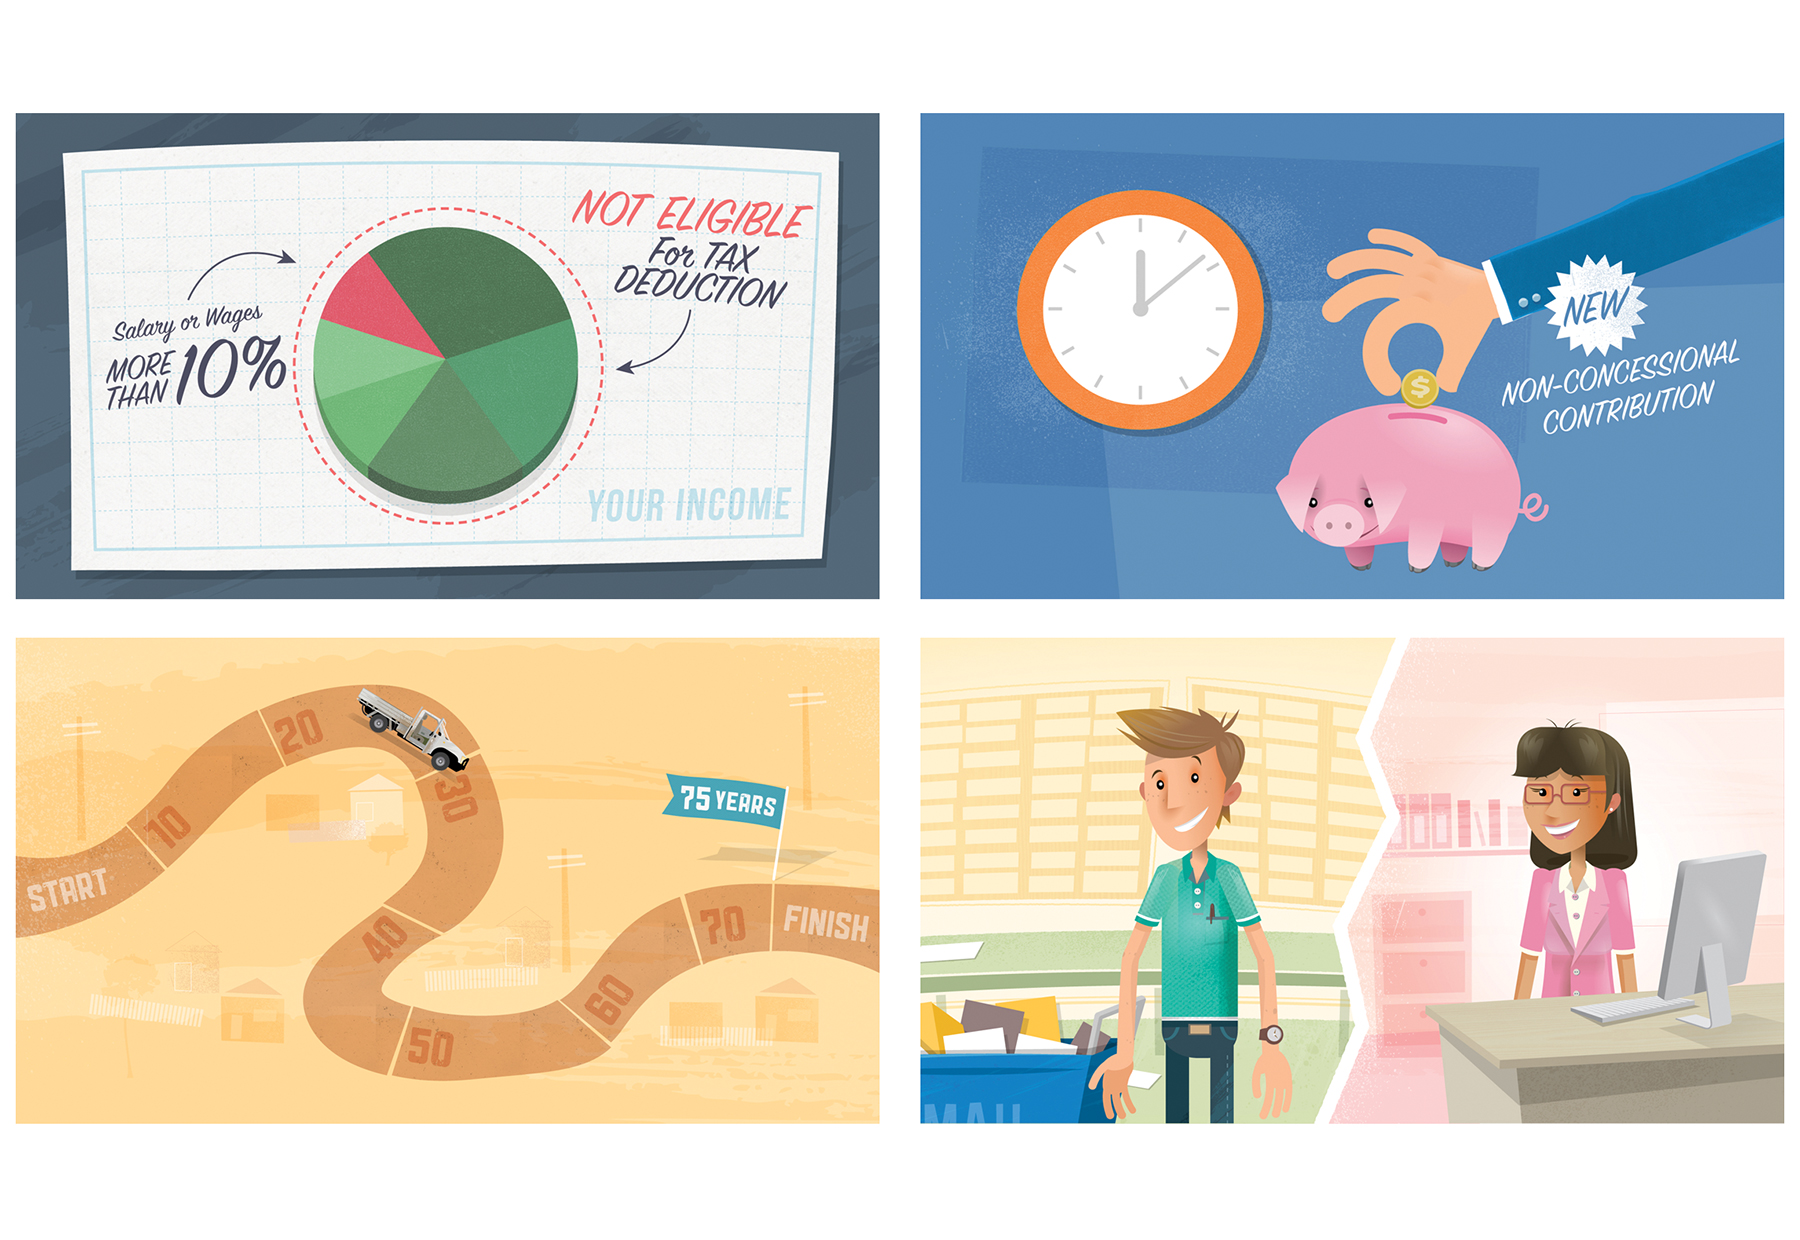 NOT ELIGIBLE
For TAX
DEDUCTION
Salary or Wages
MORE
THAN 10%
YOUR INCOME
NEW
NON-CONCESSIONAL
CONTRIBUTION
$
START
10
20
30
40
50
60
70
75 YEARS
FINISH
MAIL